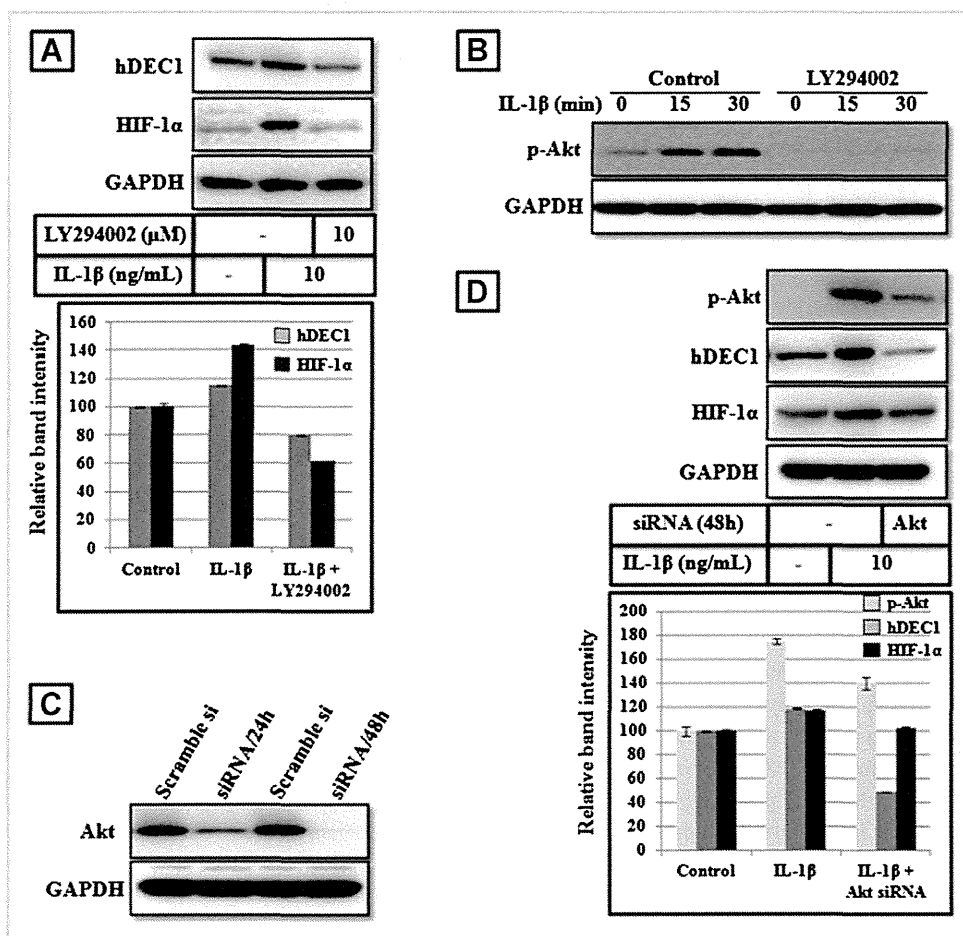 A
hDEC1
HIF-1α
GAPDH
LY294002 (µM) - 10
IL-1β (ng/mL) - 10
Relative band intensity
160
140
120
100
80
60
40
20
0
hDEC1
HIF-1α
Control IL-1β IL-1β + LY294002
B
Control LY294002
IL-1β (min) 0 15 30 0 15 30
p-Akt
GAPDH
C
Scramble si siRNA/24h Scramble si siRNA/48h
Akt
GAPDH
D
p-Akt
hDEC1
HIF-1α
GAPDH
siRNA (48h) - Akt
IL-1β (ng/mL) - 10
Relative band intensity
200
180
160
140
120
100
80
60
40
20
0
p-Akt
hDEC1
HIF-1α
Control IL-1β IL-1β + Akt siRNA